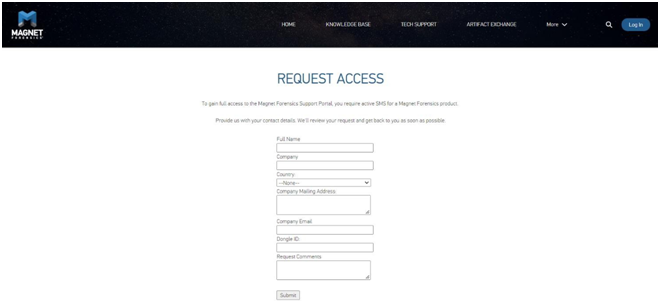 MAGNET
FORENSICS
HOME KNOWLEDGE BASE TECH SUPPORT ARTIFACT EXCHANGE More Log In
REQUEST ACCESS
To gain full access to the Magnet Forensics Support Portal, you require active SMS for a Magnet Forensics product.
Provide us with your contact details. We'll review your request and get back to you as soon as possible.
Full Name
Company
Country
--None--
Company Mailing Address
Company Email
Dongle ID:
Request Comments
Submit